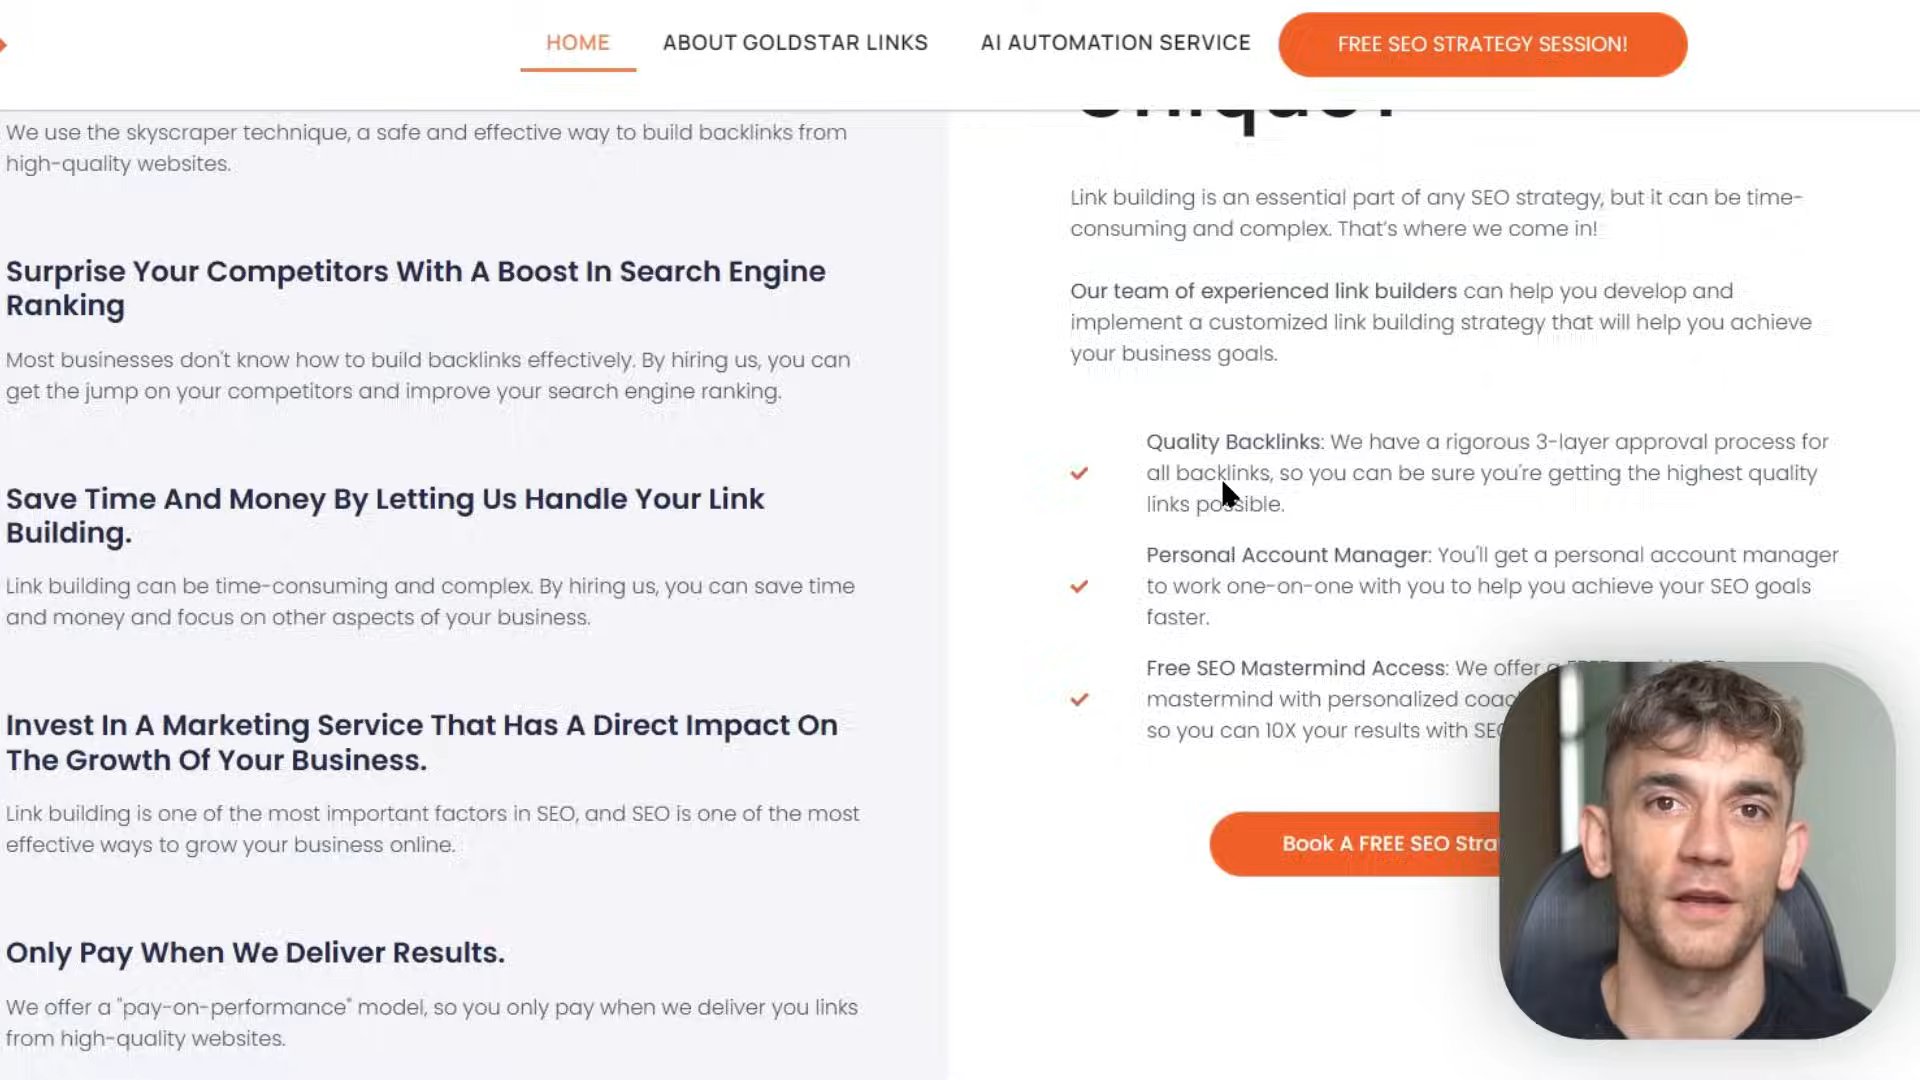 HOME
ABOUT GOLDSTAR LINKS
AI AUTOMATION SERVICE
FREE SEO STRATEGY SESSION!
We use the skyscraper technique, a safe and effective way to build backlinks from
high-quality websites.
Surprise Your Competitors With A Boost In Search Engine
Ranking
Most businesses don't know how to build backlinks effectively. By hiring us, you can
get the jump on your competitors and improve your search engine ranking.
Save Time And Money By Letting Us Handle Your Link
Building.
Link building can be time-consuming and complex. By hiring us, you can save time
and money and focus on other aspects of your business.
Invest In A Marketing Service That Has A Direct Impact On
The Growth Of Your Business.
Link building is one of the most important factors in SEO, and SEO is one of the most
effective ways to grow your business online.
Only Pay When We Deliver Results.
We offer a "pay-on-performance" model, so you only pay when we deliver you links
from high-quality websites.
Link building is an essential part of any SEO strategy, but it can be time-
consuming and complex. That's where we come in!
Our team of experienced link builders can help you develop and
implement a customized link building strategy that will help you achieve
your business goals.
Quality Backlinks: We have a rigorous 3-layer approval process for
all backlinks, so you can be sure you're getting the highest quality
links possible.
Personal Account Manager: You'll get a personal account manager
to work one-on-one with you to help you achieve your SEO goals
faster.
Free SEO Mastermind Access: We offer a
mastermind with personalized
so you can 10X your results with
Book A FREE SEO